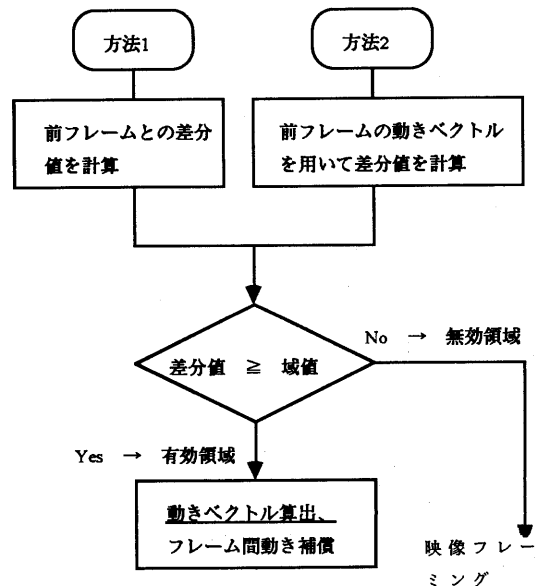 方法1
方法2
前フレームとの差分
値を計算
前フレームの動きベクトル
を用いて差分値を計算
差分値 ≧ 域値
No → 無効領域
Yes → 有効領域
動きベクトル算出、
フレーム間動き補償
映像フレー
ミング